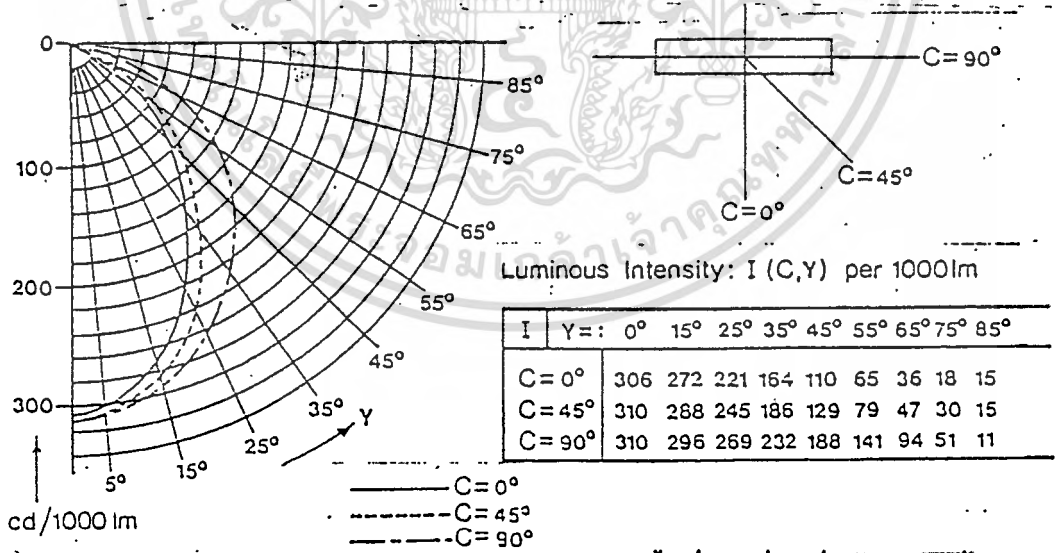 0
100
200
300
cd/1000 lm
5°
15°
25°
35°
45°
55°
65°
75°
85°
Y
C=0°
C=45°
C=90°
C=90°
C=45°
C=0°
Luminous Intensity: I (C,Y) per 1000lm
I Y=: 0° 15° 25° 35° 45° 55° 65° 75° 85°
C=0° 306 272 221 164 110 65 36 18 15
C=45° 310 288 245 186 129 79 47 30 15
C=90° 310 296 269 232 188 141 94 51 11